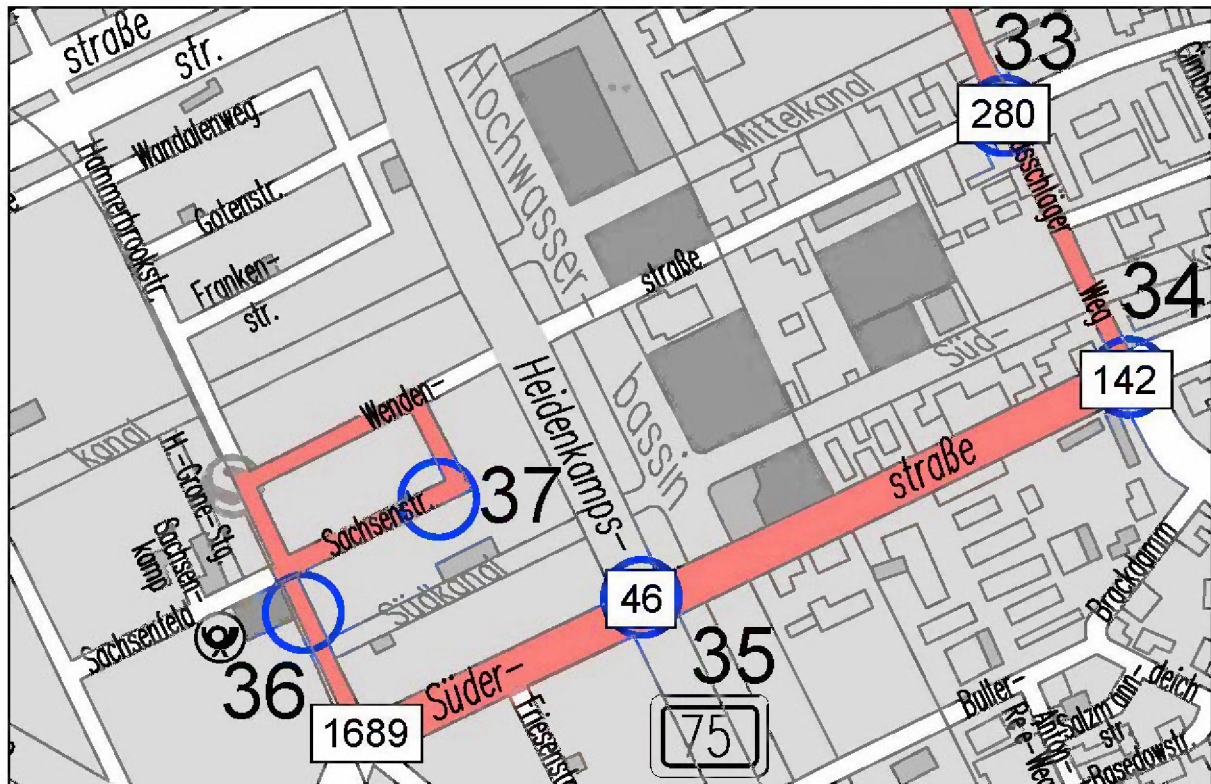 straße
str.
33
280
Wandalenweg
Hochwasser
Mittelkanal
Hammerbrookstr.
Gotenstr.
Franken-
str.
straße
Weg
34
Süd-
142
Wenden-
Heidenkamps-
bassin
kanal
H.-Grone-Stg.
straße
37
Sachsenstr.
Sachsen-
kamp
Südkanal
46
Brackdamm
Sachsenfeld
36
35
Süder-
1689
Friesenstr.
75
Buller-
deich
Salzmann-
str
Basedowstr.